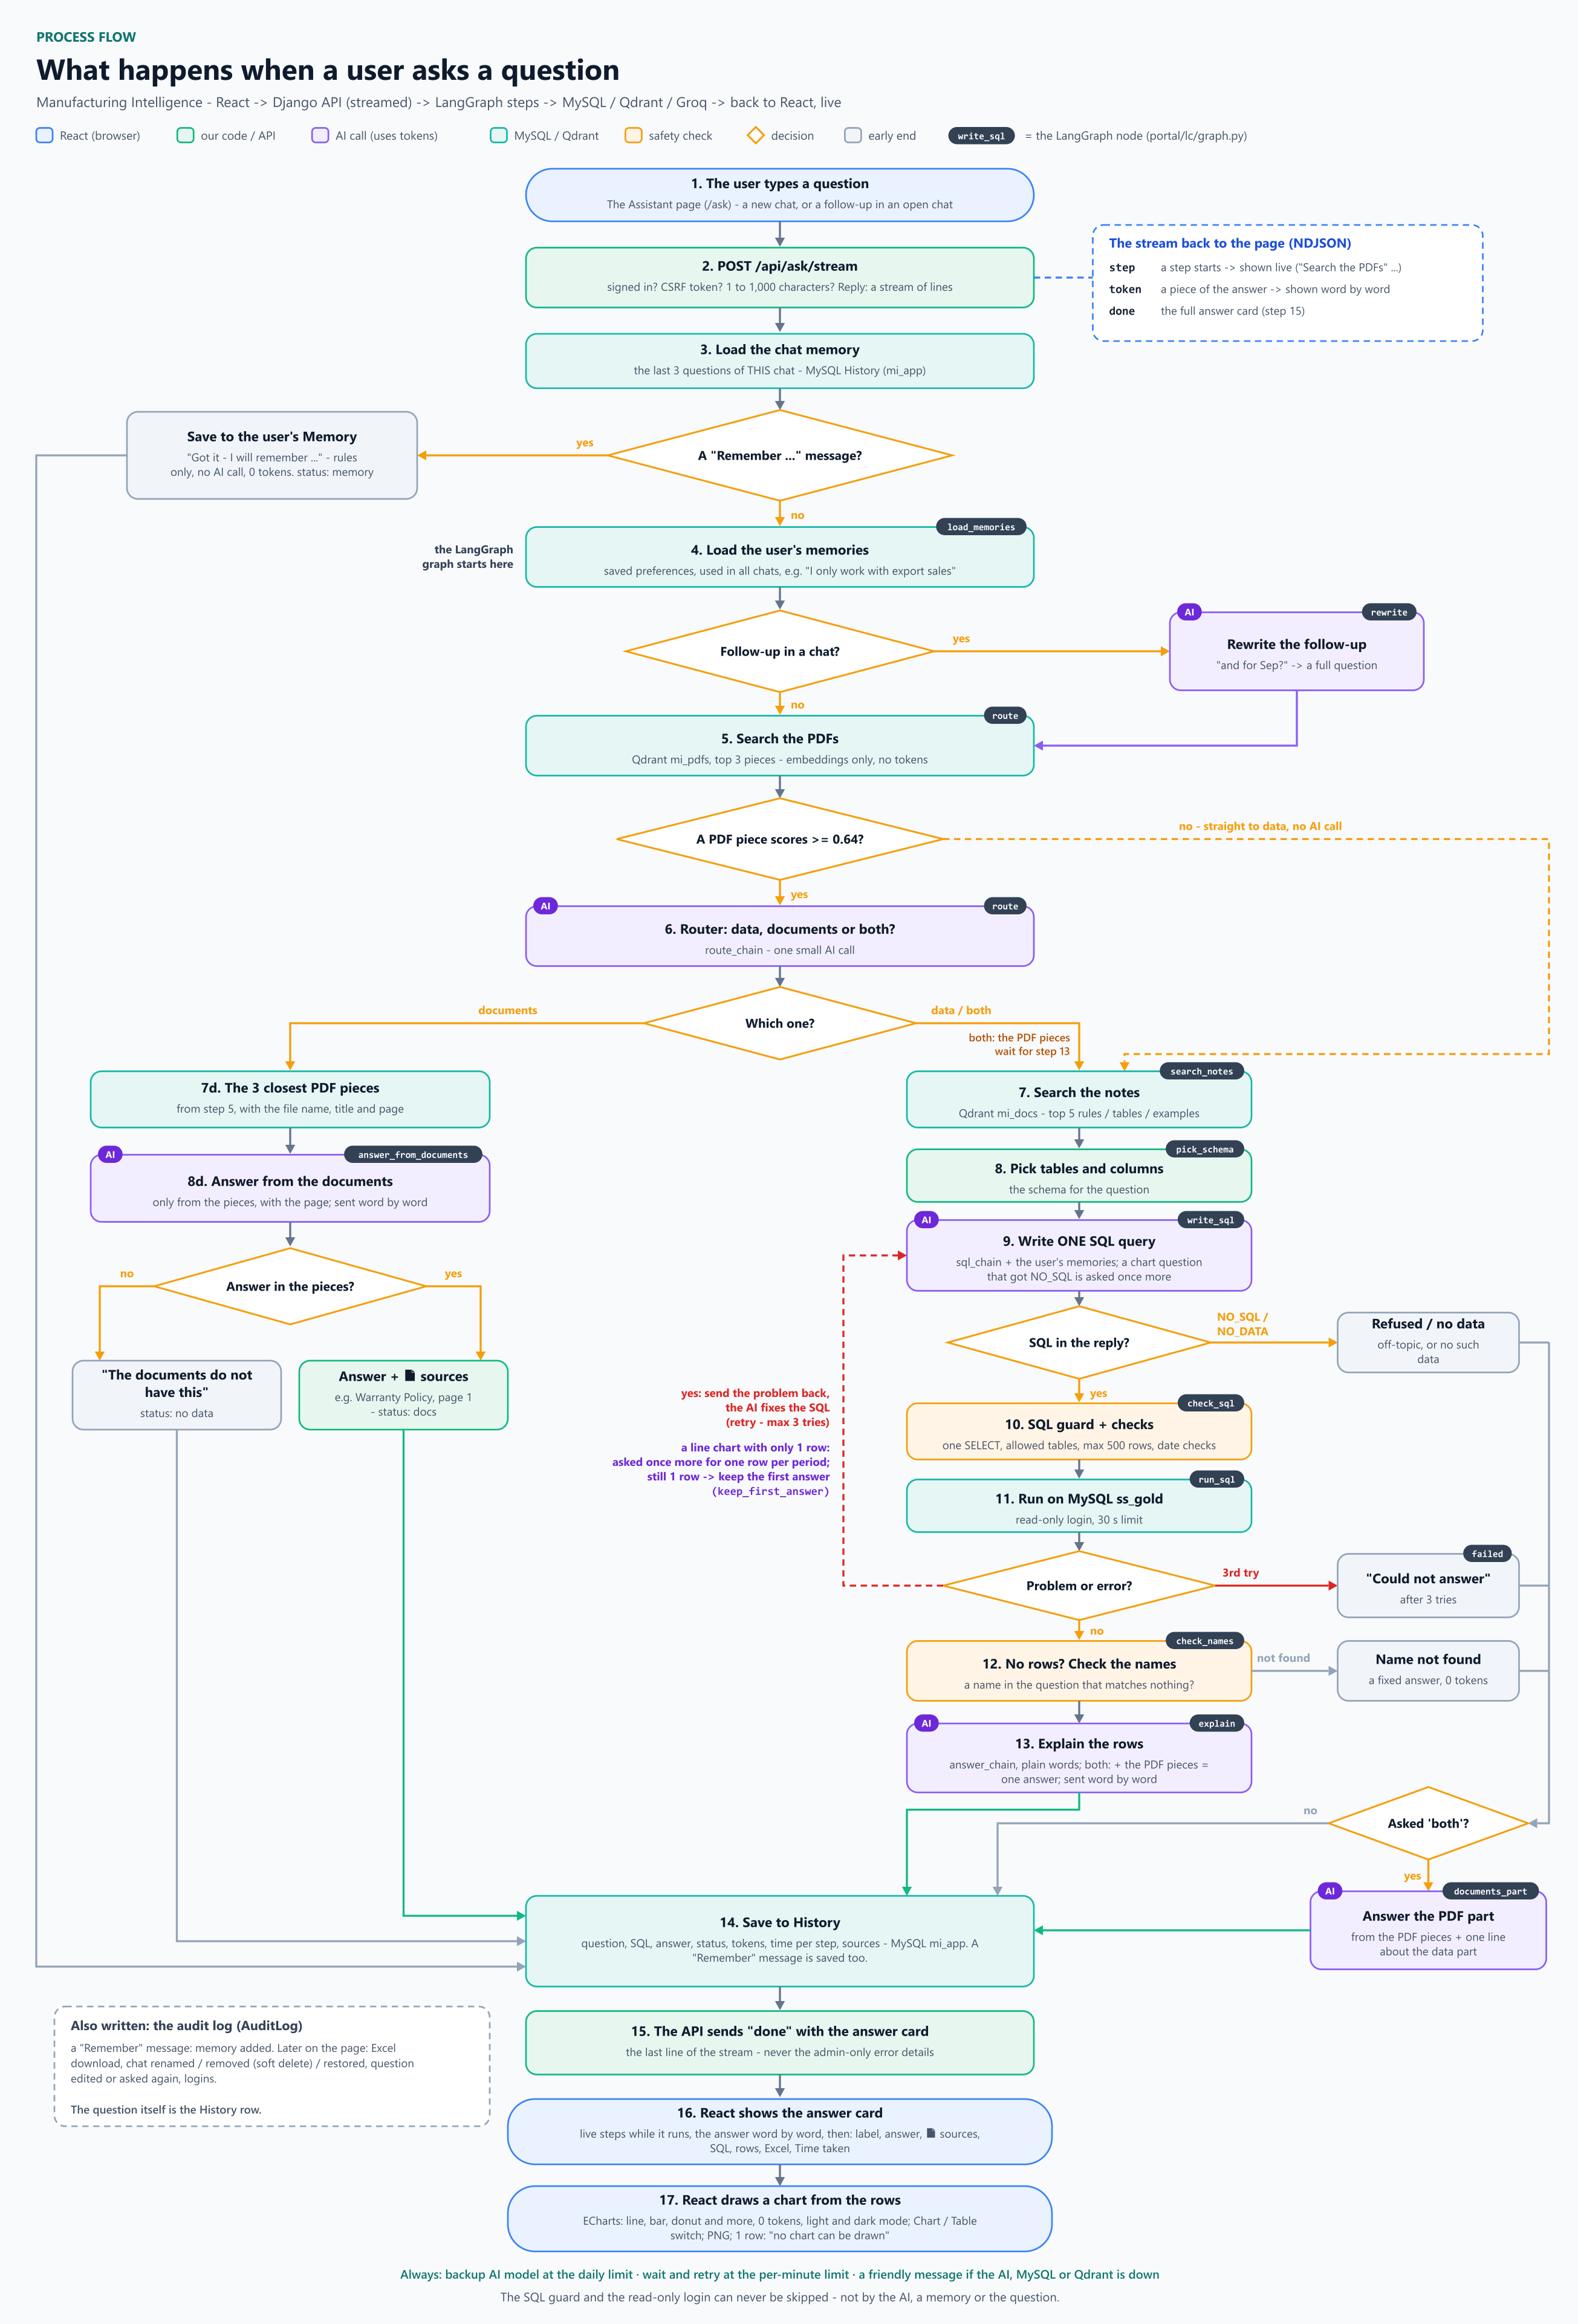 PROCESS FLOW
What happens when a user asks a question
Manufacturing Intelligence - React -> Django API (streamed) -> LangGraph steps -> MySQL / Qdrant / Groq -> back to React, live
React (browser)
our code / API
AI call (uses tokens)
MySQL / Qdrant
safety check
decision
early end
write_sql
= the LangGraph node (portal/lc/graph.py)
1. The user types a question
The Assistant page (/ask) - a new chat, or a follow-up in an open chat
2. POST /api/ask/stream
signed in? CSRF token? 1 to 1,000 characters? Reply: a stream of lines
The stream back to the page (NDJSON)
step a step starts -> shown live ("Search the PDFs" ...)
token a piece of the answer -> shown word by word
done the full answer card (step 15)
3. Load the chat memory
the last 3 questions of THIS chat - MySQL History (mi_app)
A "Remember ..." message?
yes
Save to the user's Memory
"Got it - I will remember ..." - rules
only, no AI call, 0 tokens. status: memory
no
load_memories
the LangGraph
graph starts here
4. Load the user's memories
saved preferences, used in all chats, e.g. "I only work with export sales"
Follow-up in a chat?
yes
AI
rewrite
Rewrite the follow-up
"and for Sep?" -> a full question
no
route
5. Search the PDFs
Qdrant mi_pdfs, top 3 pieces - embeddings only, no tokens
A PDF piece scores >= 0.64?
no - straight to data, no AI call
yes
AI
route
6. Router: data, documents or both?
route_chain - one small AI call
Which one?
documents
data / both
both: the PDF pieces
wait for step 13
7d. The 3 closest PDF pieces
from step 5, with the file name, title and page
AI
answer_from_documents
8d. Answer from the documents
only from the pieces, with the page; sent word by word
Answer in the pieces?
no
yes
"The documents do not
have this"
status: no data
Answer + sources
e.g. Warranty Policy, page 1
- status: docs
search_notes
7. Search the notes
Qdrant mi_docs - top 5 rules / tables / examples
pick_schema
8. Pick tables and columns
the schema for the question
AI
write_sql
9. Write ONE SQL query
sql_chain + the user's memories; a chart question
that got NO_SQL is asked once more
SQL in the reply?
NO_SQL /
NO_DATA
Refused / no data
off-topic, or no such
data
yes
yes: send the problem back,
the AI fixes the SQL
(retry - max 3 tries)
a line chart with only 1 row:
asked once more for one row per period;
still 1 row -> keep the first answer
(keep_first_answer)
check_sql
10. SQL guard + checks
one SELECT, allowed tables, max 500 rows, date checks
run_sql
11. Run on MySQL ss_gold
read-only login, 30 s limit
Problem or error?
3rd try
failed
"Could not answer"
after 3 tries
no
check_names
12. No rows? Check the names
a name in the question that matches nothing?
not found
Name not found
a fixed answer, 0 tokens
AI
explain
13. Explain the rows
answer_chain, plain words; both: + the PDF pieces =
one answer; sent word by word
Asked 'both'?
no
yes
AI
documents_part
Answer the PDF part
from the PDF pieces + one line
about the data part
14. Save to History
question, SQL, answer, status, tokens, time per step, sources - MySQL mi_app. A
"Remember" message is saved too.
Also written: the audit log (AuditLog)
a "Remember" message: memory added. Later on the page: Excel
download, chat renamed / removed (soft delete) / restored, question
edited or asked again, logins.
The question itself is the History row.
15. The API sends "done" with the answer card
the last line of the stream - never the admin-only error details
16. React shows the answer card
live steps while it runs, the answer word by word, then: label, answer, sources,
SQL, rows, Excel, Time taken
17. React draws a chart from the rows
ECharts: line, bar, donut and more, 0 tokens, light and dark mode; Chart / Table
switch; PNG; 1 row: "no chart can be drawn"
Always: backup AI model at the daily limit · wait and retry at the per-minute limit · a friendly message if the AI, MySQL or Qdrant is down
The SQL guard and the read-only login can never be skipped - not by the AI, a memory or the question.